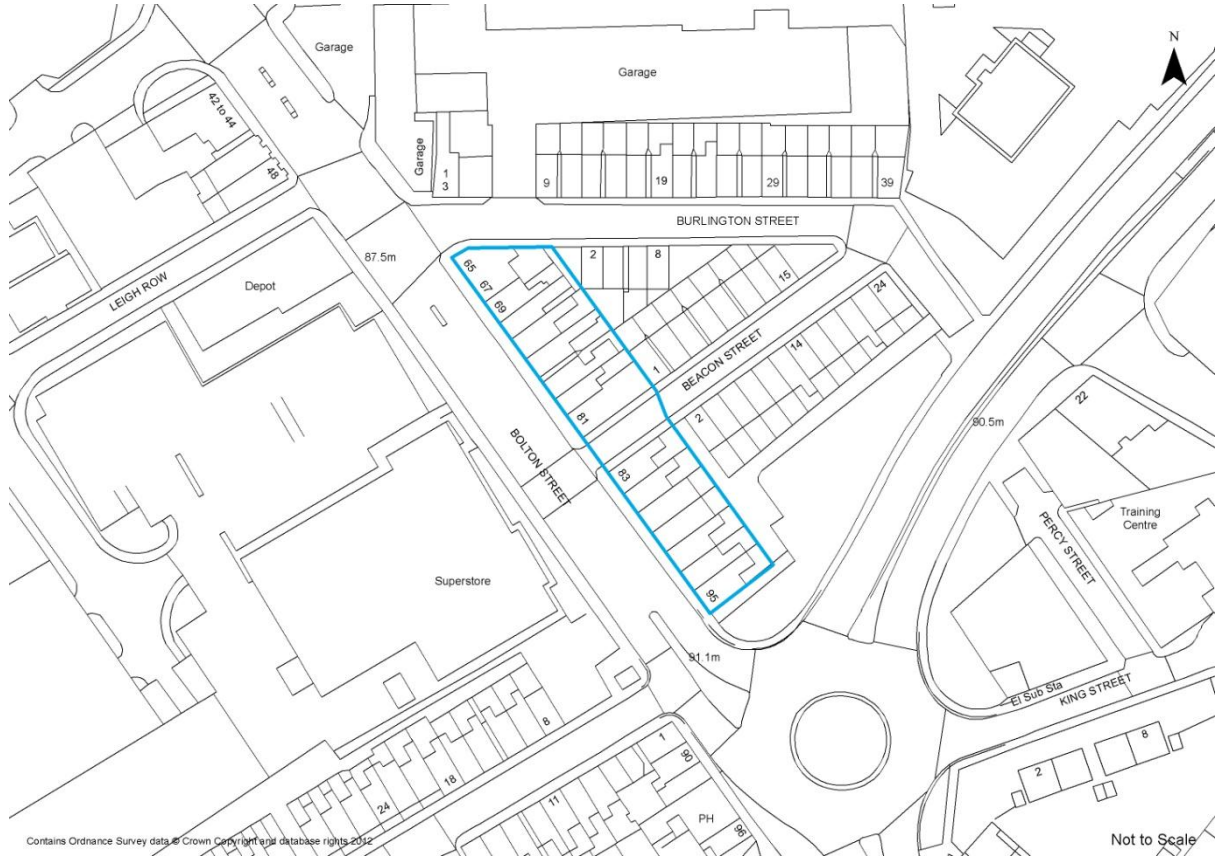 N
Garage
Garage
42 to 44
48
Garage
1
3
9
19
29
39
BURLINGTON STREET
87.5m
LEIGH ROW
Depot
65
67
69
2
8
15
24
BEACON STREET
14
1
2
81
83
BOLTON STREET
95
90.5m
22
Training
Centre
PERCY STREET
Superstore
91.1m
El Sub Sta
KING STREET
8
18
24
1
90
11
PH
96
2
8
Contains Ordnance Survey data © Crown Copyright and database rights 2012
Not to Scale